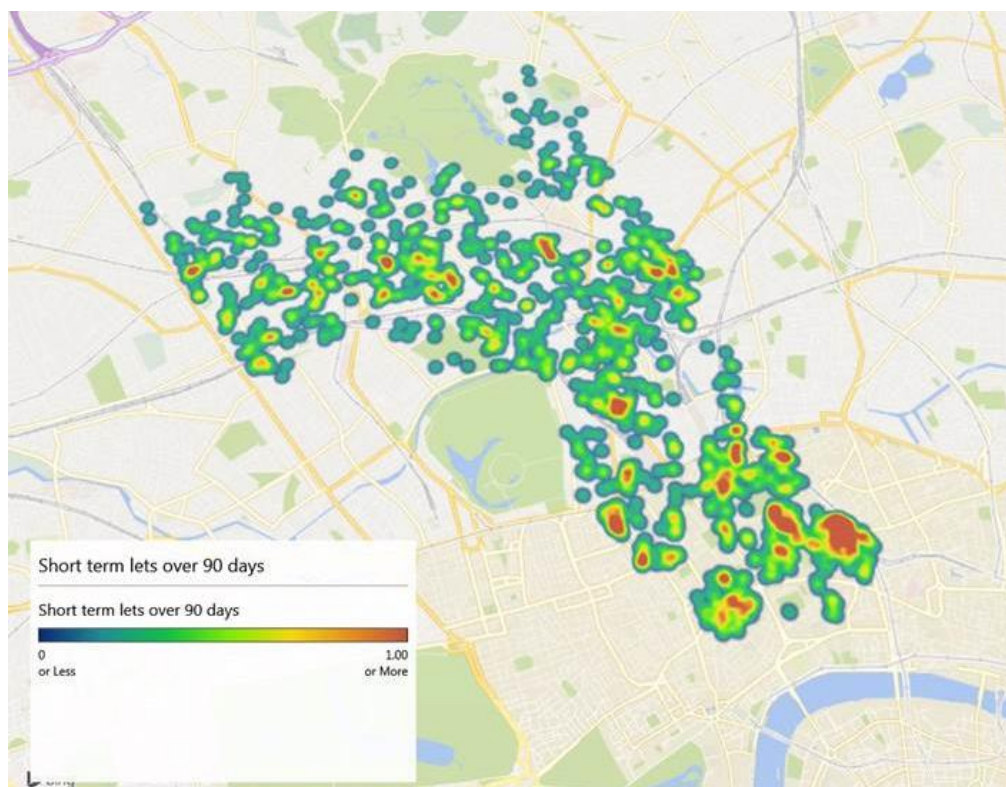 Short term lets over 90 days
Short term lets over 90 days
0
1.00
or Less
or More